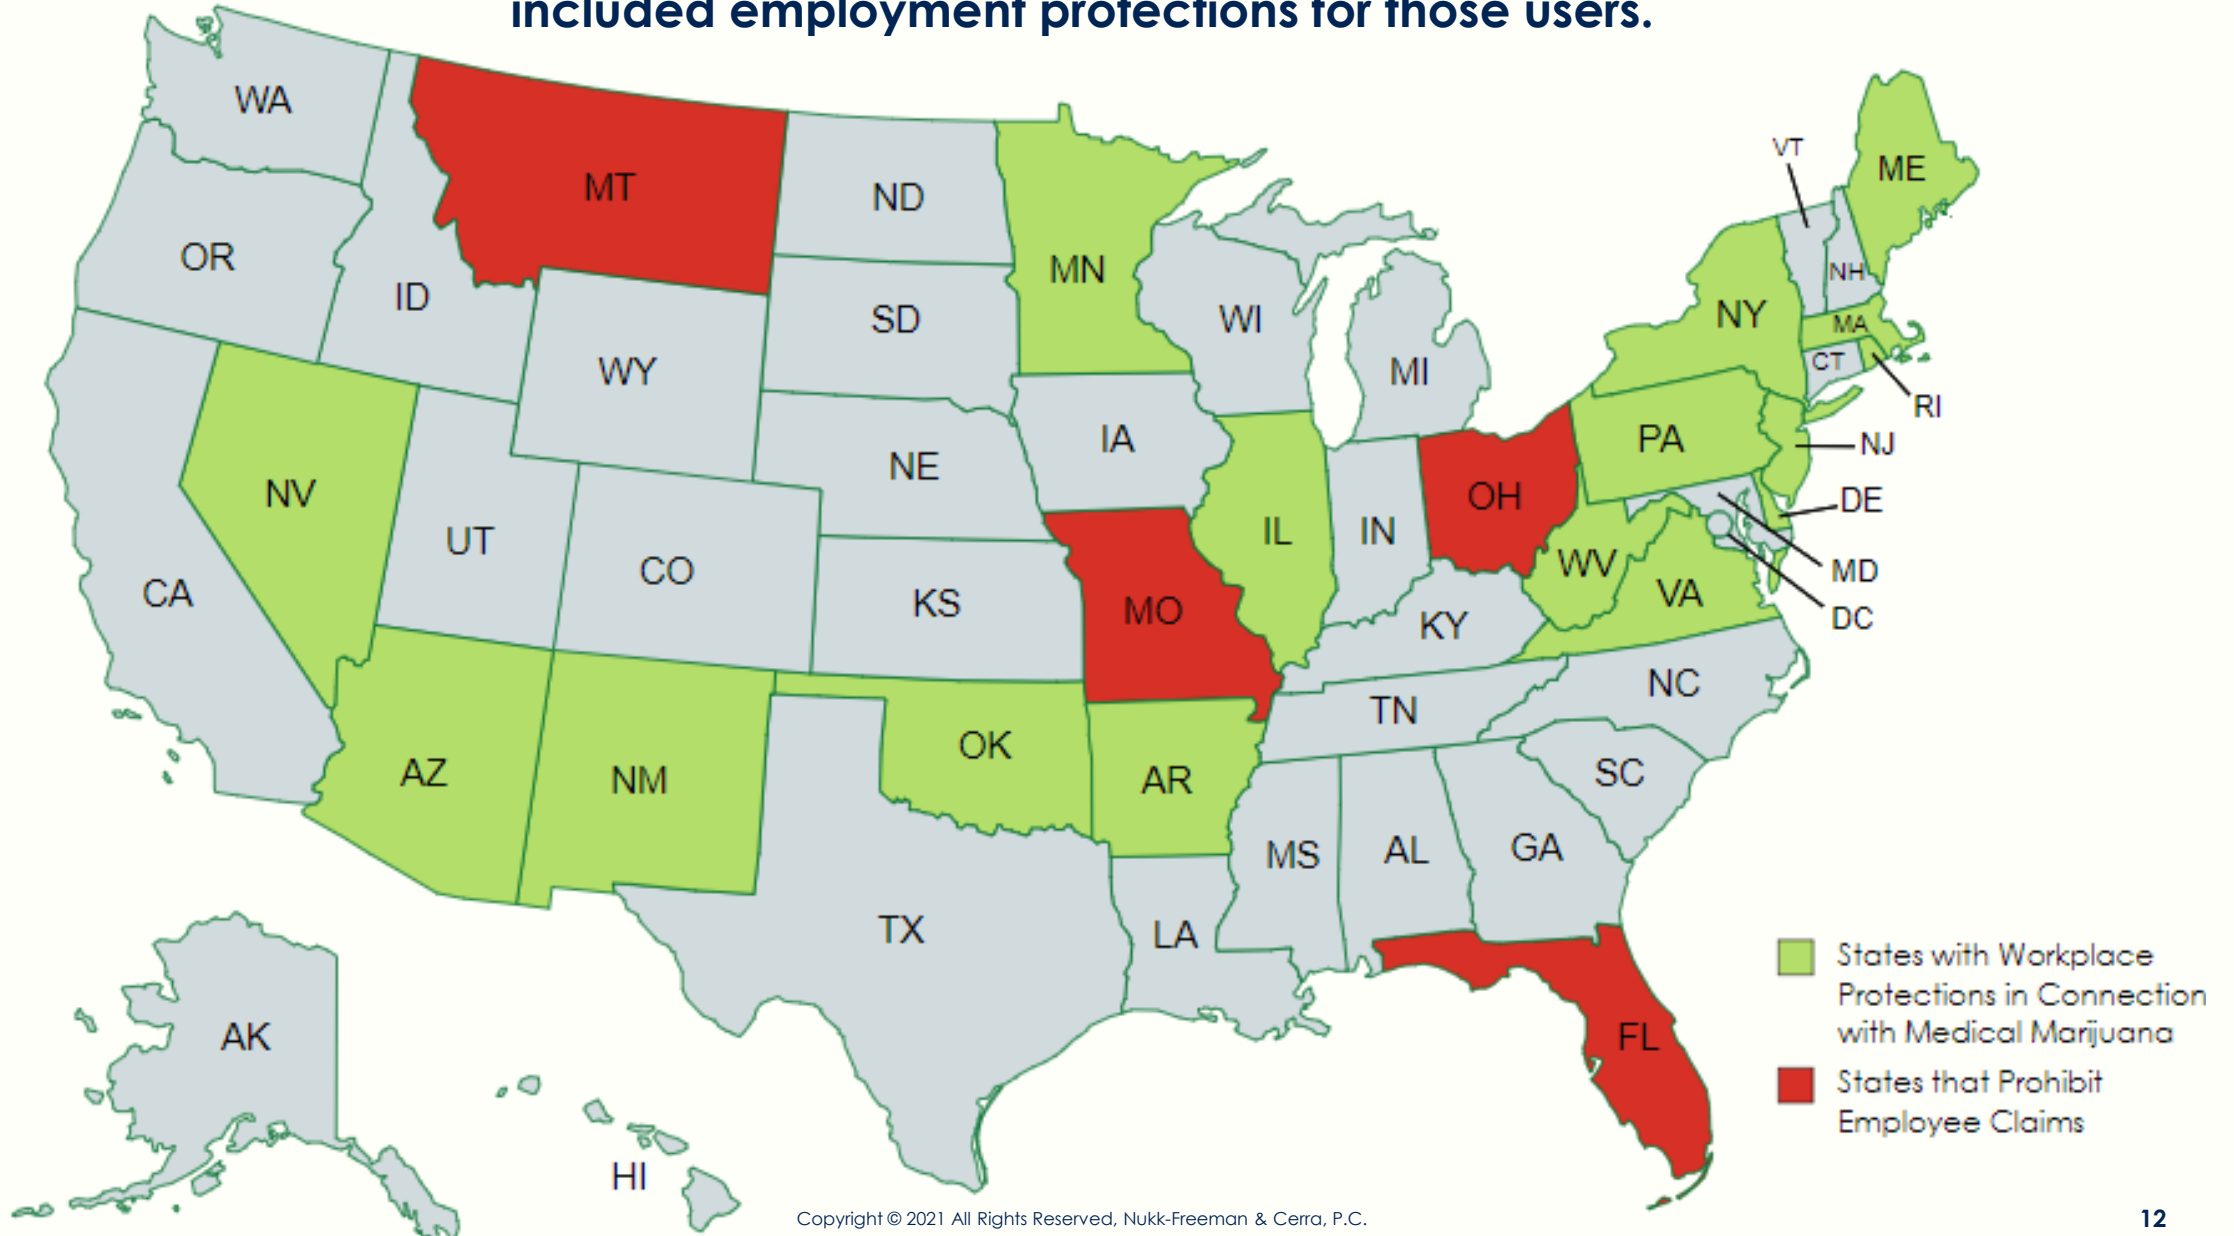 included employment protections for those users.
WA
MT
ND
MN
VT
ME
OR
ID
SD
WI
NH
NY
MA
WY
MI
CT
RI
IA
PA
NJ
NE
NV
OH
DE
UT
CO
IL
IN
WV
MD
CA
KS
MO
KY
VA
DC
NC
TN
AZ
NM
OK
AR
SC
MS
AL
GA
TX
LA
States with Workplace
Protections in Connection
with Medical Marijuana
AK
FL
States that Prohibit
Employee Claims
HI
Copyright © 2021 All Rights Reserved, Nukk-Freeman & Cerra, P.C.
12